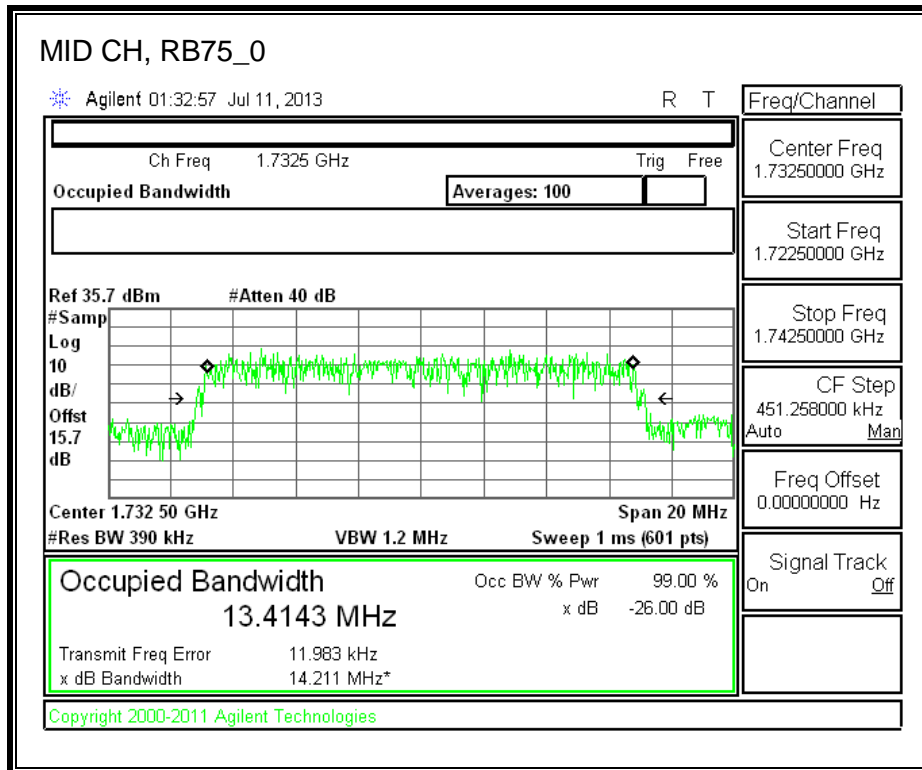 MID CH, RB75_0
Agilent 01:32:57 Jul 11, 2013 R T
Freq/Channel
Ch Freq 1.7325 GHz Trig Free
Occupied Bandwidth Averages: 100
Center Freq
1.73250000 GHz
Start Freq
1.72250000 GHz
Stop Freq
1.74250000 GHz
CF Step
451.258000 kHz
Auto Man
Freq Offset
0.00000000 Hz
Signal Track
On Off
Ref 35.7 dBm #Atten 40 dB
#Samp
Log
10
dB/
Offst
15.7
dB
Center 1.732 50 GHz Span 20 MHz
#Res BW 390 kHz VBW 1.2 MHz Sweep 1 ms (601 pts)
Occupied Bandwidth Occ BW % Pwr 99.00 %
13.4143 MHz x dB -26.00 dB
Transmit Freq Error 11.983 kHz
x dB Bandwidth 14.211 MHz*
Copyright 2000-2011 Agilent Technologies